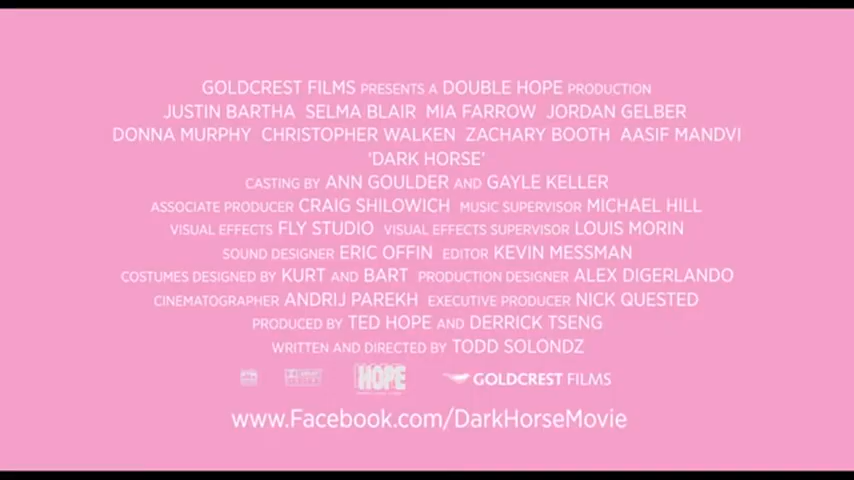 GOLDCREST FILMS PRESENTS A DOUBLE HOPE PRODUCTION
JUSTIN BARTHA SELMA BLAIR MIA FARROW JORDAN GELBER
DONNA MURPHY CHRISTOPHER WALKEN ZACHARY BOOTH AASIF MANDVI
'DARK HORSE'
CASTING BY ANN GOULDER AND GAYLE KELLER
ASSOCIATE PRODUCER CRAIG SHILOWICH MUSIC SUPERVISOR MICHAEL HILL
VISUAL EFFECTS FLY STUDIO VISUAL EFFECTS SUPERVISOR LOUIS MORIN
SOUND DESIGNER ERIC OFFIN EDITOR KEVIN MESSMAN
COSTUMES DESIGNED BY KURT AND BART PRODUCTION DESIGNER ALEX DIGERLANDO
CINEMATOGRAPHER ANDRIJ PAREKH EXECUTIVE PRODUCER NICK QUESTED
PRODUCED BY TED HOPE AND DERRICK TSENG
WRITTEN AND DIRECTED BY TODD SOLONDZ
HOPE GOLDCREST FILMS
www.Facebook.com/DarkHorseMovie